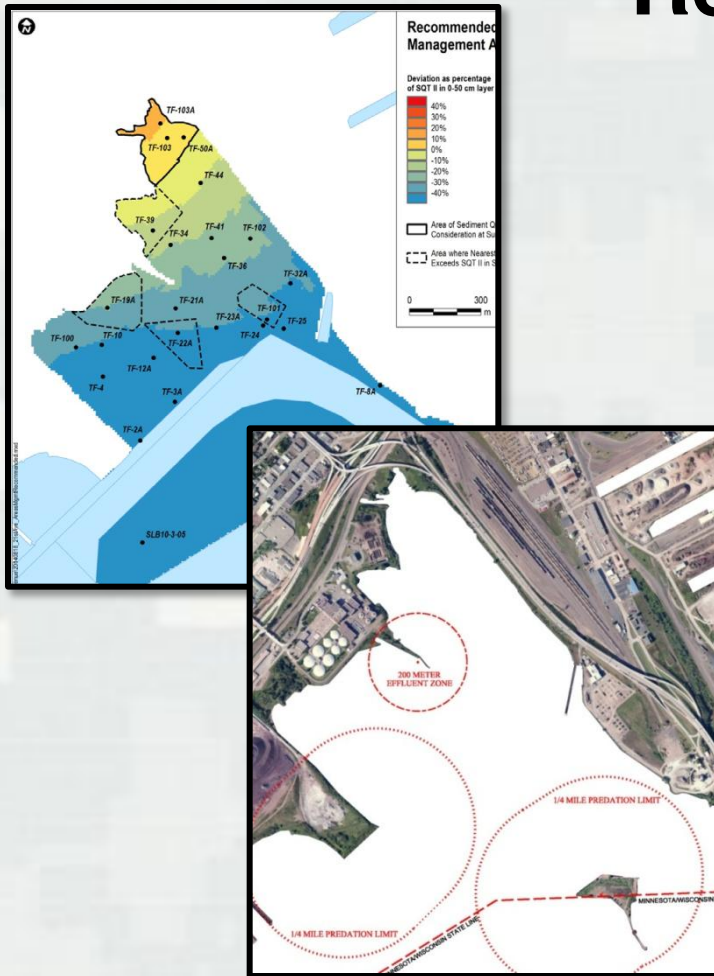 Recommended
Management A
Deviation as percentage
of SQT II in 0-50 cm layer
40%
30%
20%
10%
0%
-10%
-20%
-30%
-40%
Area of Sediment Q
Consideration at Su
Area where Nearest
Exceeds SQT II in S
0 300
m
TF-103A
TF-103
TF-50A
TF-44
TF-39
TF-34
TF-41
TF-102
TF-36
TF-32A
TF-19A
TF-21A
TF-101
TF-23A
TF-25
TF-24
TF-100
TF-10
TF-22A
TF-12A
TF-4
TF-3A
TF-8A
TF-2A
SLB10-3-05
200 METER
EFFLUENT ZONE
1/4 MILE PREDATION LIMIT
1/4 MILE PREDATION LIMIT
MINNESOTA/WISCONSIN
NNESOTA/WISCONSIN STATE LINE